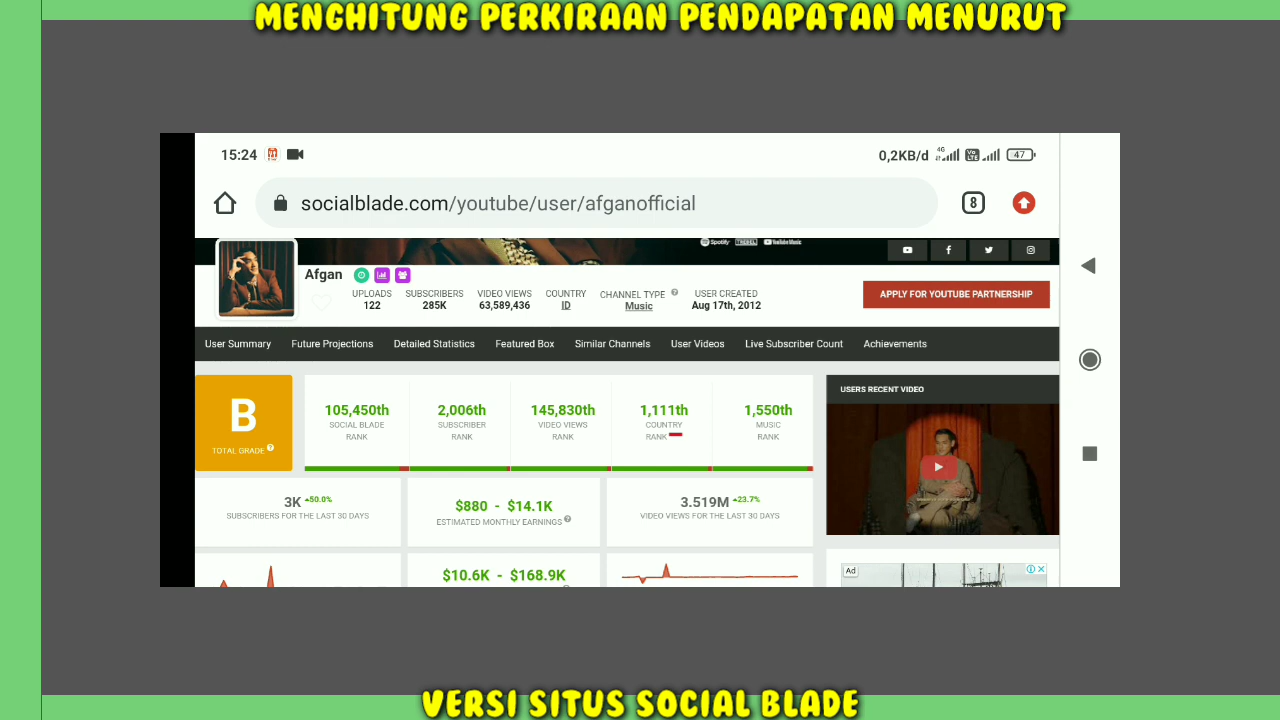 MENGHITUNG PERKIRAAN PENDAPATAN MENURUT
15:24
0,2KB/d 4G Vo LTE 47
socialblade.com/youtube/user/afganofficial
8
Spotify YouTube Music
Afgan
UPLOADS SUBSCRIBERS VIDEO VIEWS COUNTRY CHANNEL TYPE USER CREATED
122 285K 63,589,436 ID Music Aug 17th, 2012
APPLY FOR YOUTUBE PARTNERSHIP
User Summary Future Projections Detailed Statistics Featured Box Similar Channels User Videos Live Subscriber Count Achievements
B
TOTAL GRADE
105,450th 2,006th 145,830th 1,111th 1,550th
SOCIAL BLADE SUBSCRIBER VIDEO VIEWS COUNTRY MUSIC
RANK RANK RANK RANK RANK
USERS RECENT VIDEO
3K 50.0%
SUBSCRIBERS FOR THE LAST 30 DAYS
$880 - $14.1K
ESTIMATED MONTHLY EARNINGS
3.519M 23.7%
VIDEO VIEWS FOR THE LAST 30 DAYS
$10.6K - $168.9K
Ad
VERSI SITUS SOCIAL BLADE